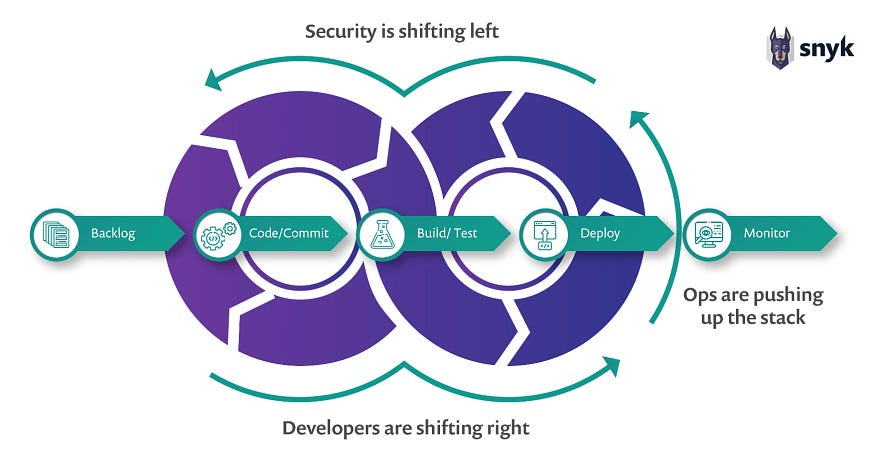 Security is shifting left
snyk
Backlog
Code/Commit
Build/ Test
Deploy
Monitor
Ops are pushing
up the stack
Developers are shifting right